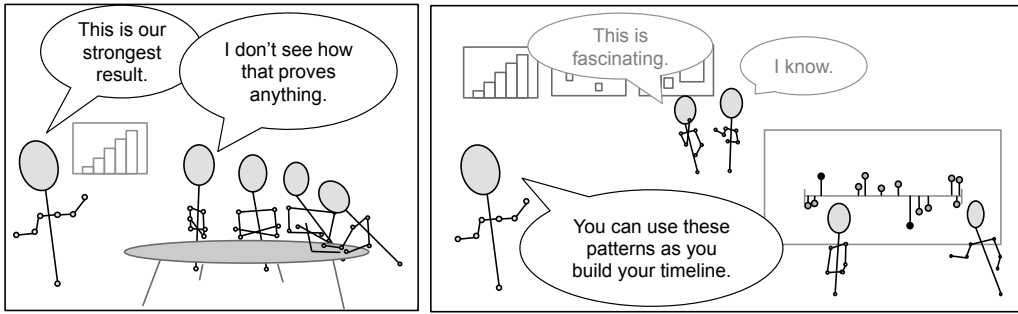 This is our
strongest
result.
I don’t see how
that proves
anything.
This is
fascinating.
I know.
You can use these
patterns as you
build your timeline.